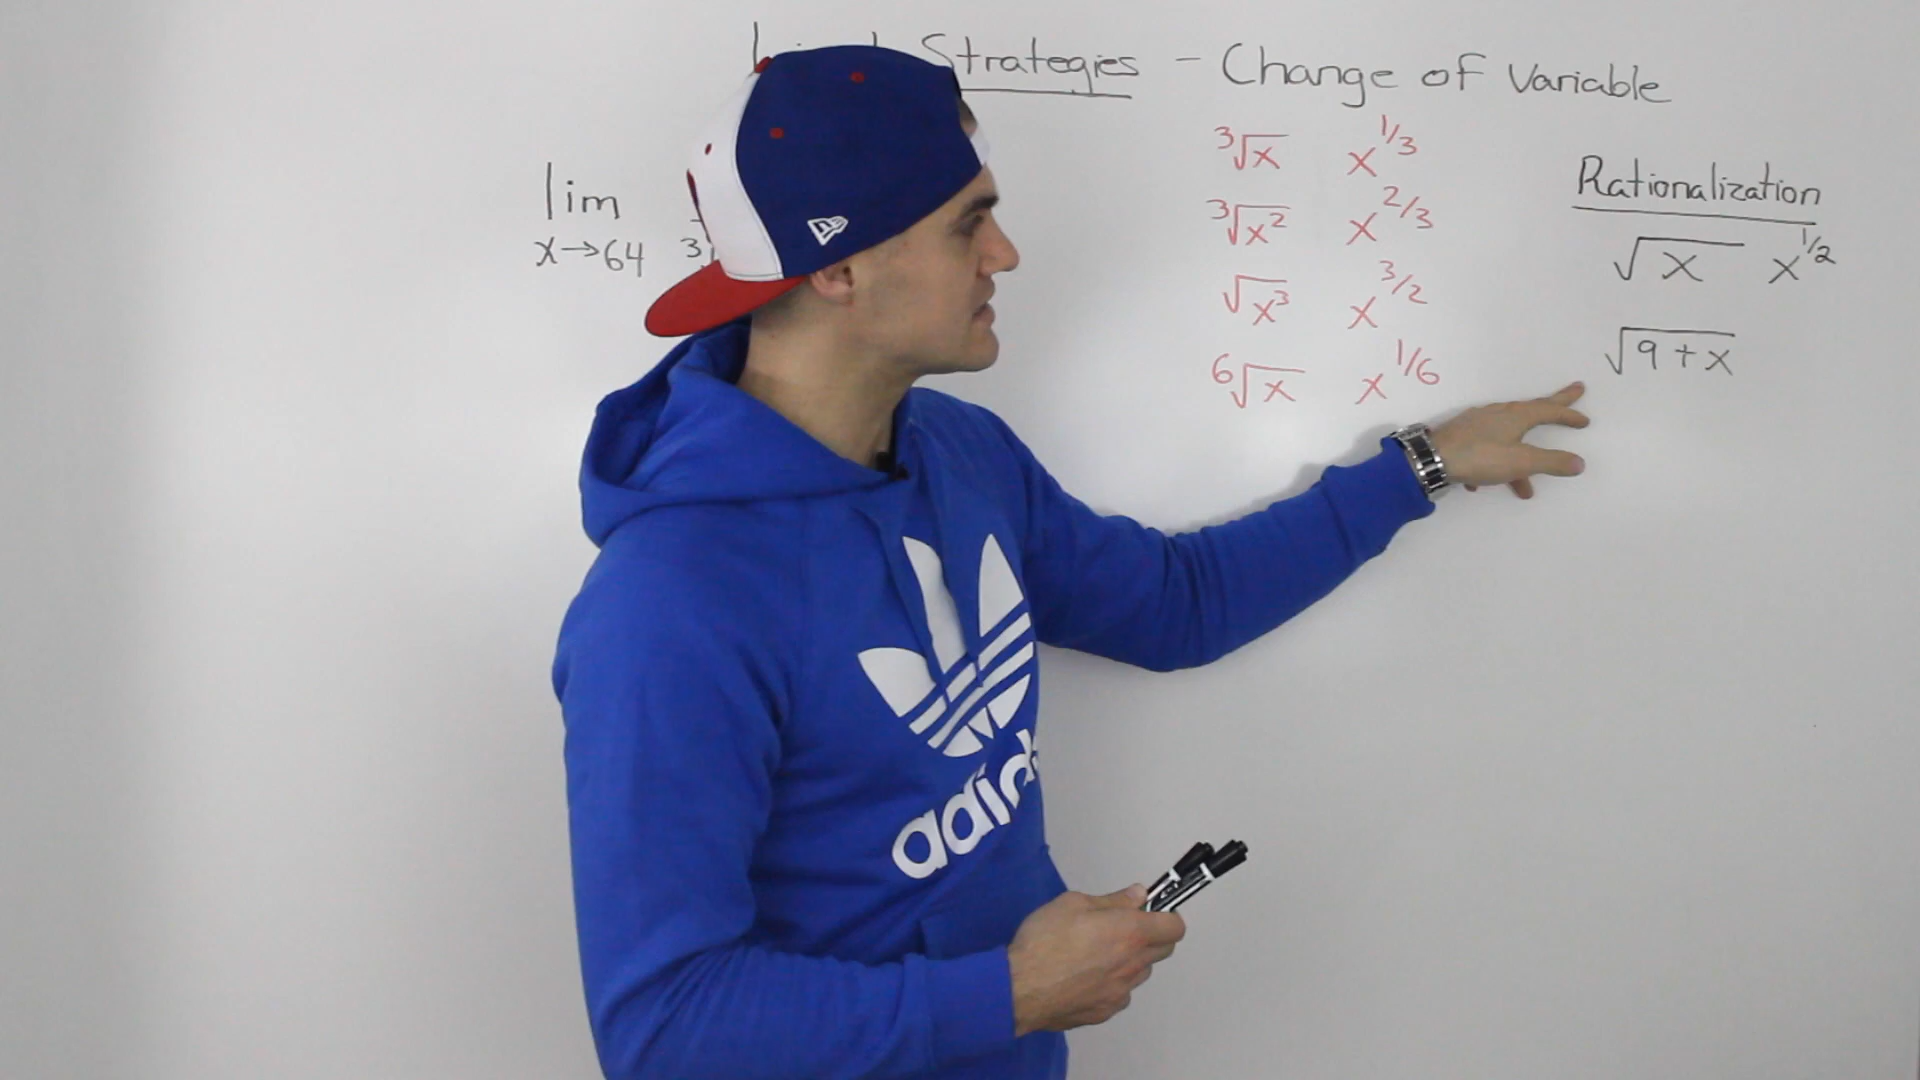 Strategies - Change of Variable
lim
x→64
3
∛x x^1/3
∛x² x^2/3
√x³ x^3/2
⁶√x x^1/6
Rationalization
√x x^1/2
√9+x
adidas